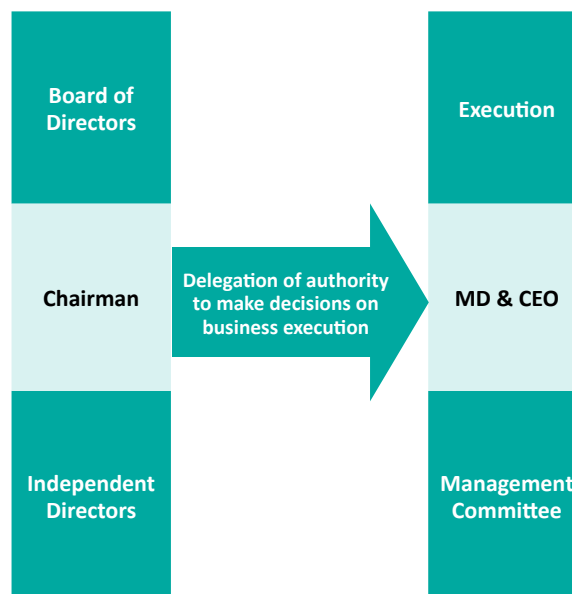 Board of
Directors
Execution
Chairman
Delegation of authority
to make decisions on
business execution
MD & CEO
Independent
Directors
Management
Committee